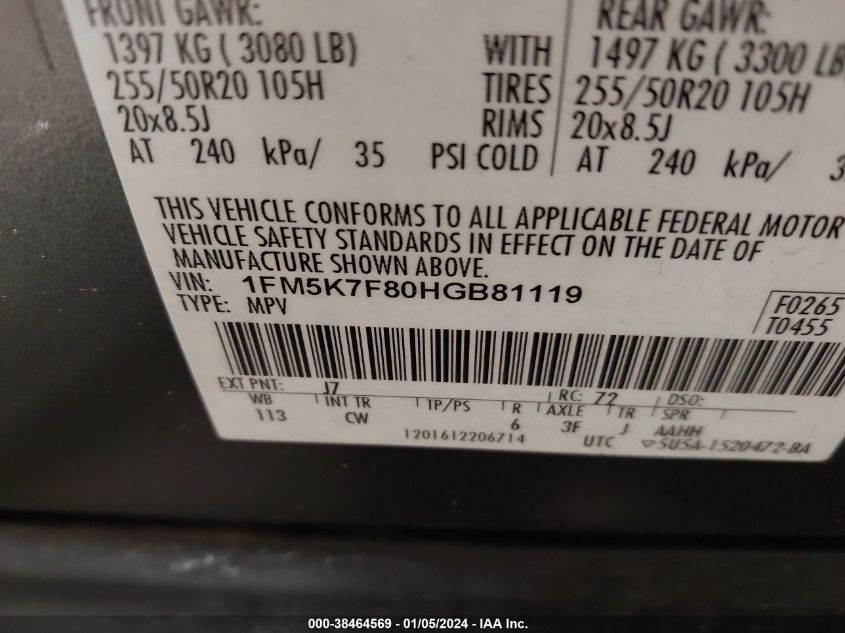 FRONT GAWR: REAR GAWR:
1397 KG ( 3080 LB) WITH 1497 KG ( 3300 LB
255/50R20 105H TIRES 255/50R20 105H
20x8.5J RIMS 20x8.5J
AT 240 kPa/ 35 PSI COLD AT 240 kPa/ 3
THIS VEHICLE CONFORMS TO ALL APPLICABLE FEDERAL MOTOR
VEHICLE SAFETY STANDARDS IN EFFECT ON THE DATE OF
MANUFACTURE SHOWN ABOVE.
VIN: 1FM5K7F80HGB81119
TYPE: MPV
F0265
T0455
EXT PNT: J7 RC: 72 DSO:
WB INT TR TP/PS R AXLE TR SPR
113 CW 6 3F J AAHH
1201612206714 UTC ▽5U5A-1520472-BA
000-38464569 - 01/05/2024 - IAA Inc.